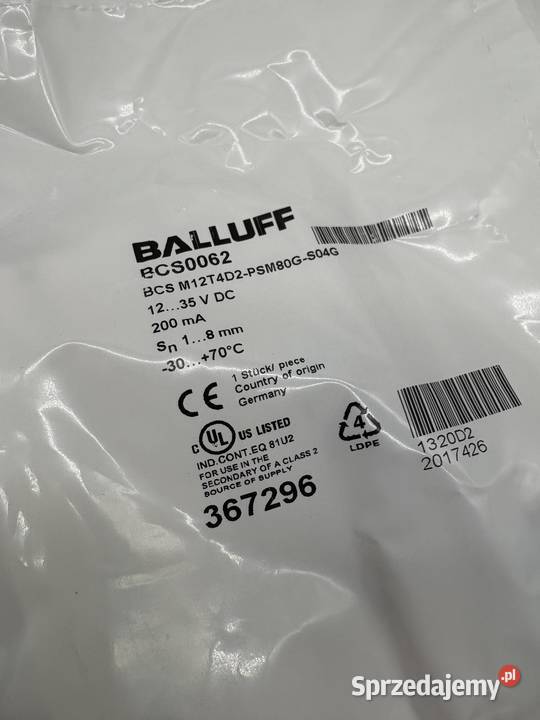 BALLUFF
BCS0062
BCS M12T4D2-PSM80G-S04G
12...35 V DC
200 mA
Sn 1...8 mm
-30...+70°C
CE
1 Stück/ piece
Country of origin
Germany
C UL US LISTED
IND.CONT.EQ 81U2
FOR USE IN THE
SECONDARY OF A CLASS 2
SOURCE OF SUPPLY
367296
4
LDPE
1320D2
2017426
Sprzedajemy.pl